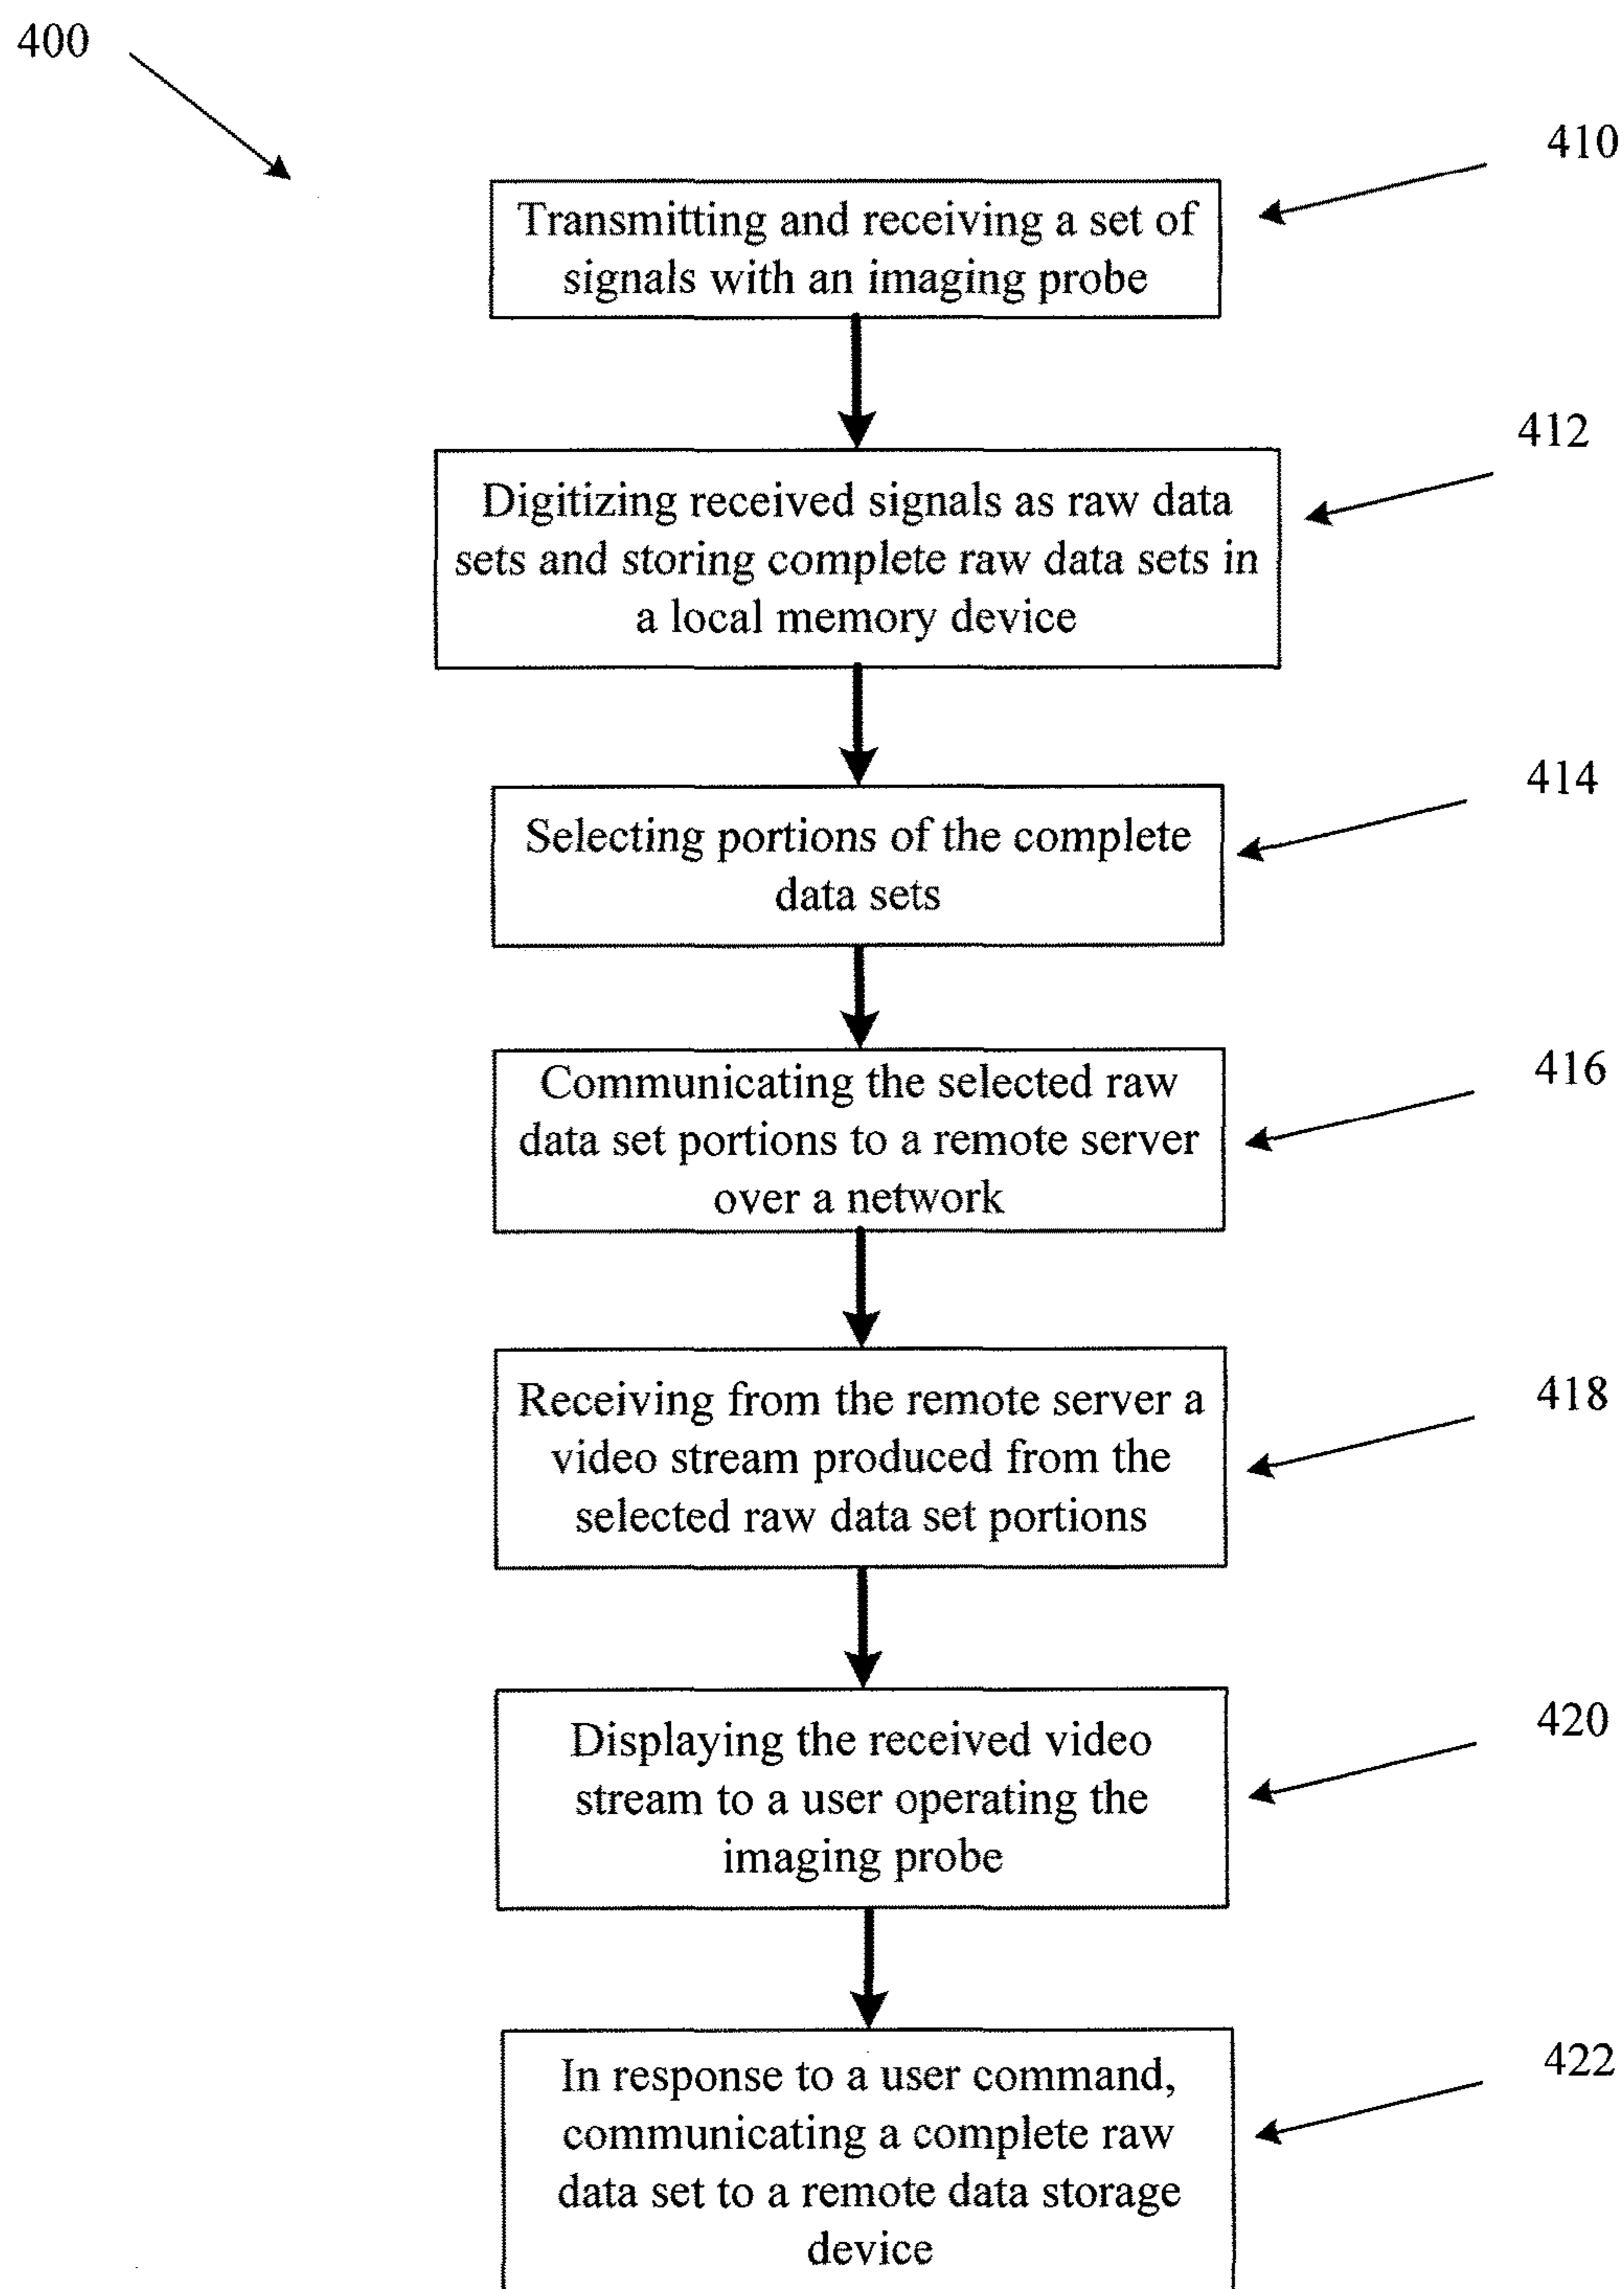 400
410
Transmitting and receiving a set of
signals with an imaging probe
412
Digitizing received signals as raw data
sets and storing complete raw data sets in
a local memory device
414
Selecting portions of the complete
data sets
416
Communicating the selected raw
data set portions to a remote server
over a network
418
Receiving from the remote server a
video stream produced from the
selected raw data set portions
420
Displaying the received video
stream to a user operating the
imaging probe
422
In response to a user command,
communicating a complete raw
data set to a remote data storage
device